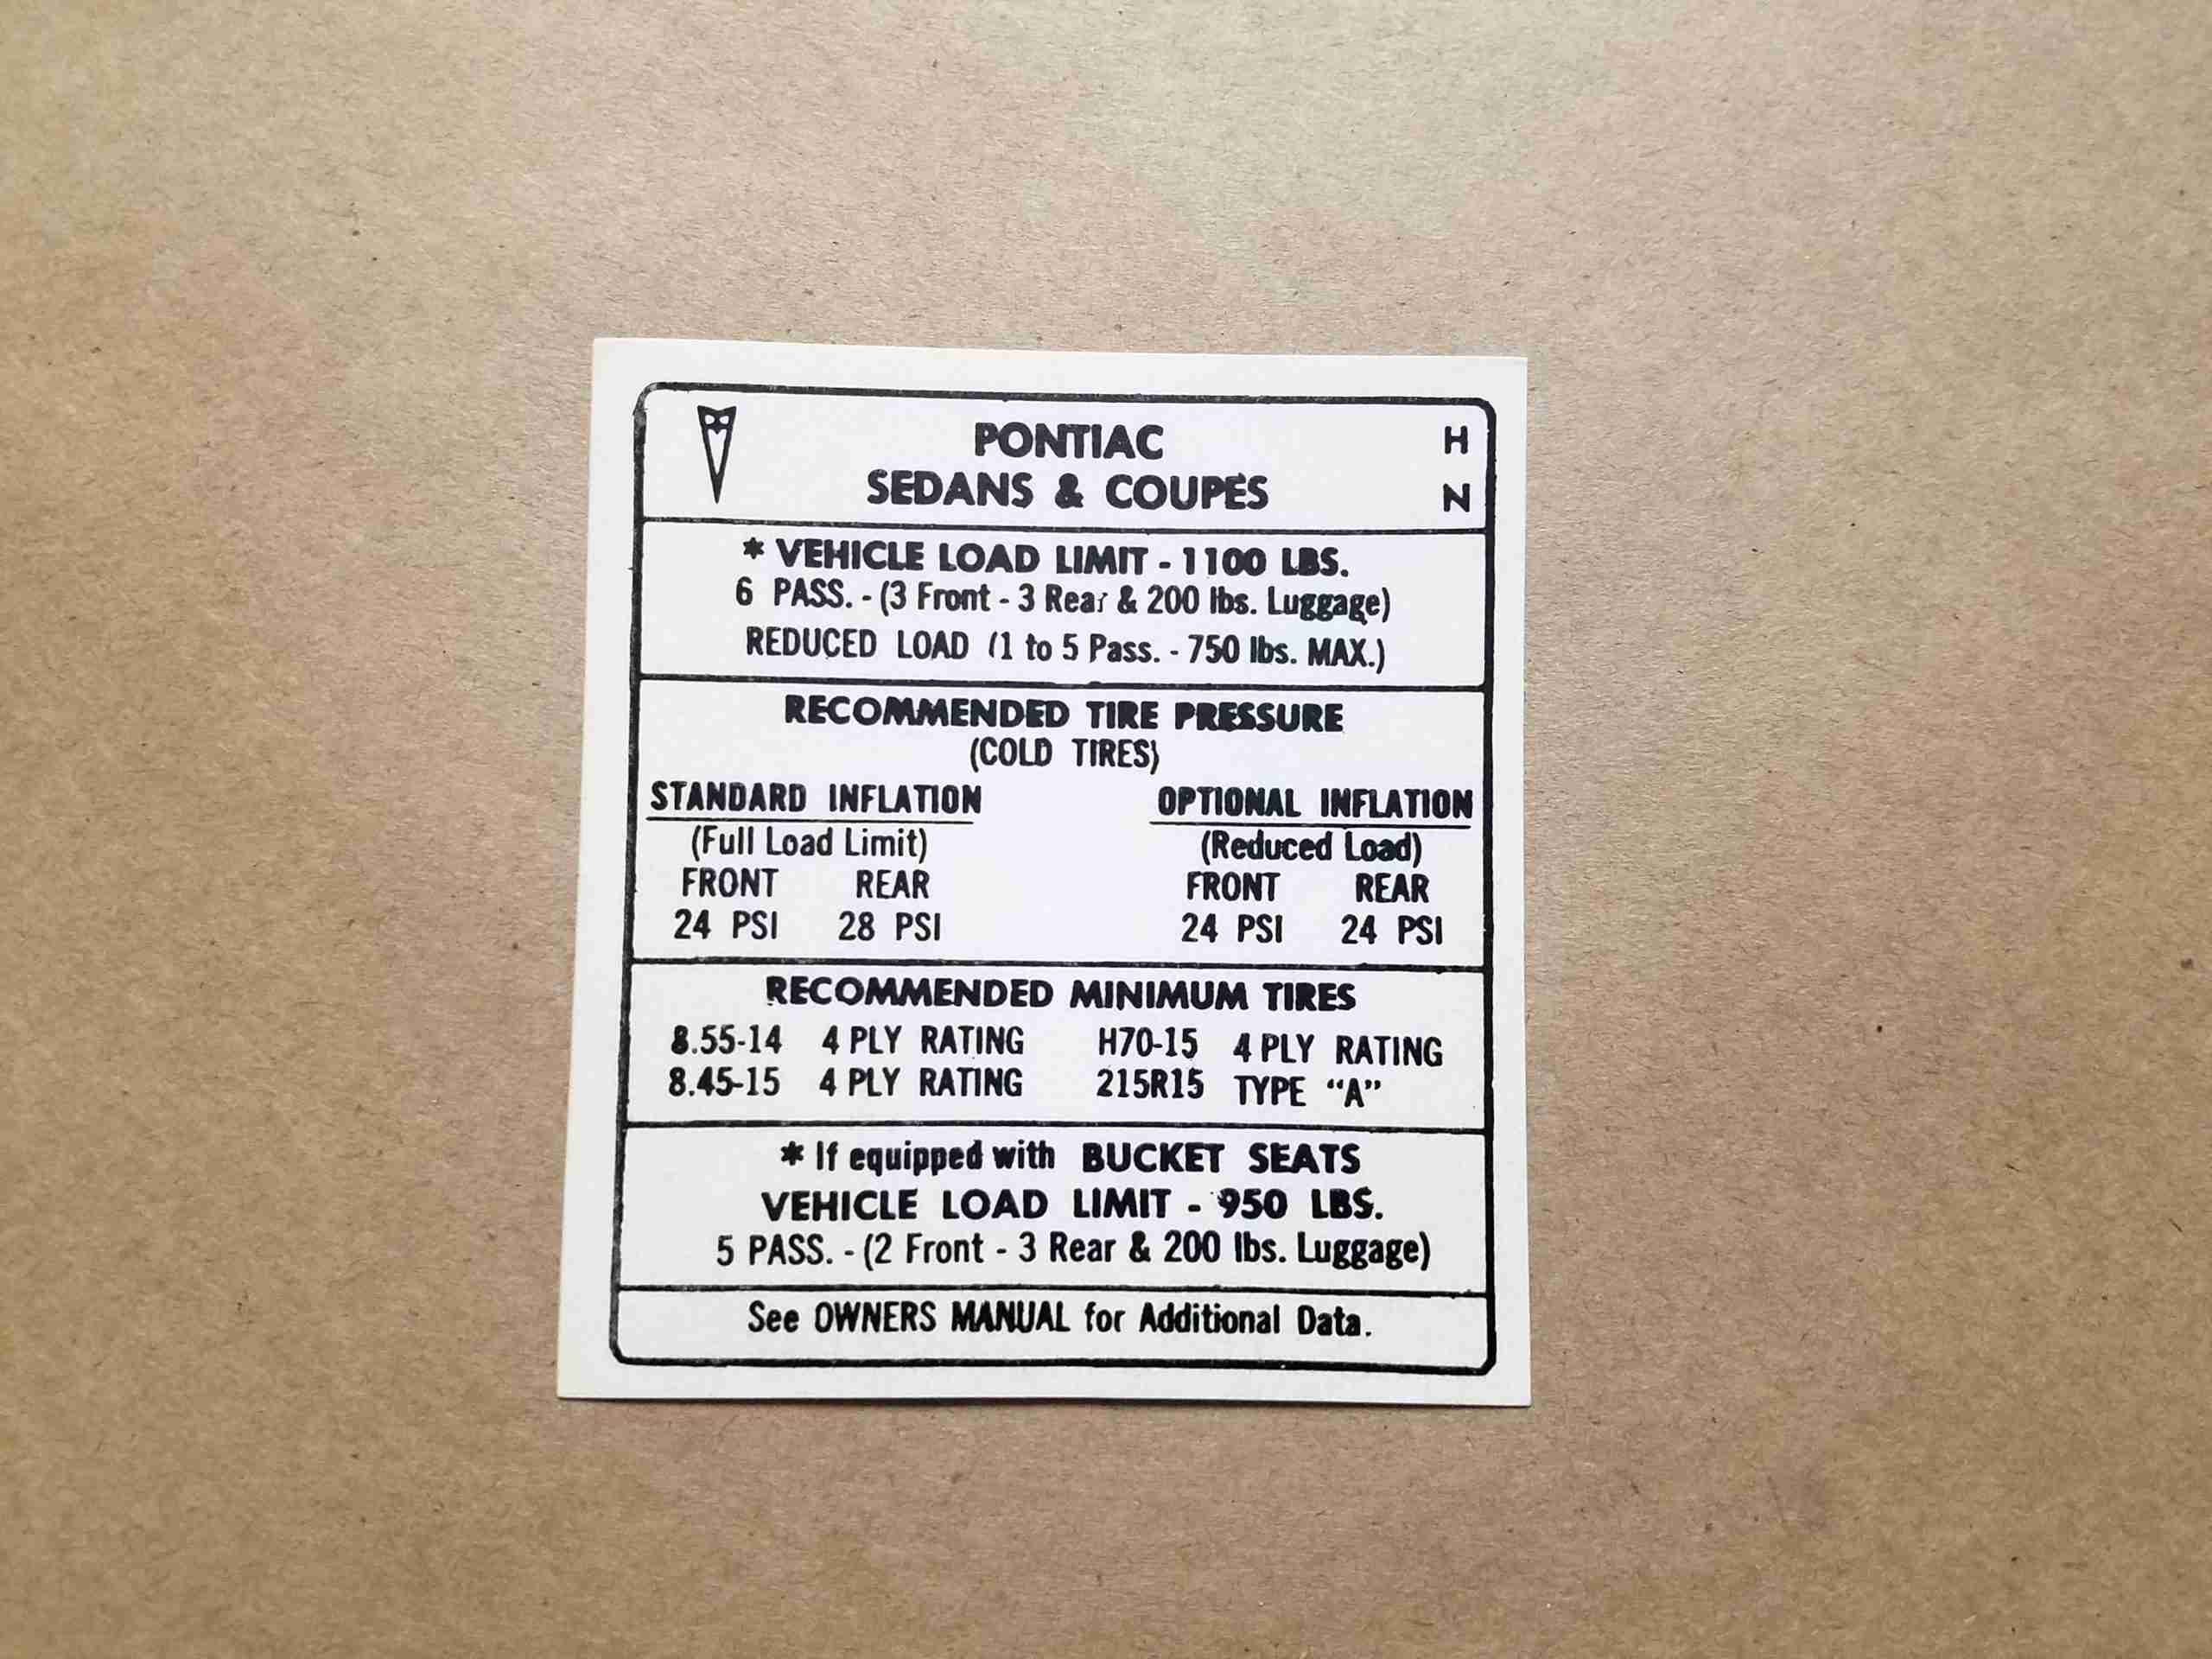 PONTIAC H
SEDANS & COUPES N
* VEHICLE LOAD LIMIT - 1100 LBS.
6 PASS. - (3 Front - 3 Rear & 200 lbs. Luggage)
REDUCED LOAD (1 to 5 Pass. - 750 lbs. MAX.)
RECOMMENDED TIRE PRESSURE
(COLD TIRES)
STANDARD INFLATION OPTIONAL INFLATION
(Full Load Limit) (Reduced Load)
FRONT REAR FRONT REAR
24 PSI 28 PSI 24 PSI 24 PSI
RECOMMENDED MINIMUM TIRES
8.55-14 4 PLY RATING H70-15 4 PLY RATING
8.45-15 4 PLY RATING 215R15 TYPE “A”
* If equipped with BUCKET SEATS
VEHICLE LOAD LIMIT - 950 LBS.
5 PASS. - (2 Front - 3 Rear & 200 lbs. Luggage)
See OWNERS MANUAL for Additional Data.